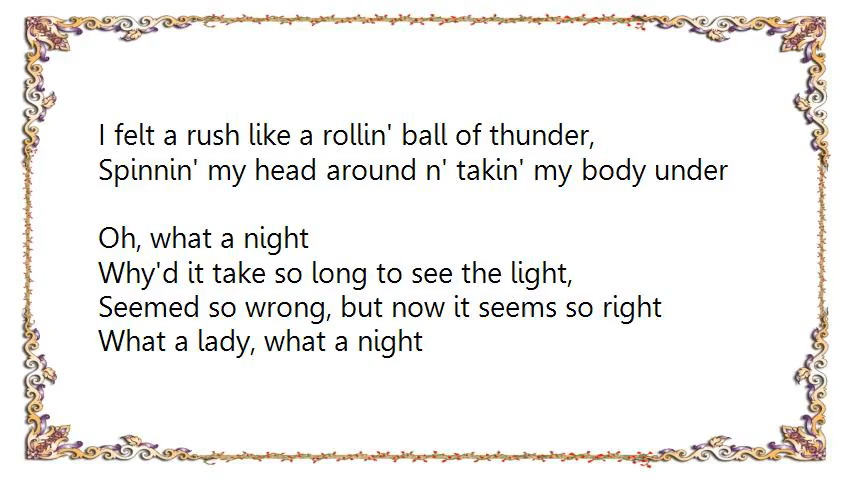 I felt a rush like a rollin' ball of thunder,
Spinnin' my head around n' takin' my body under
Oh, what a night
Why'd it take so long to see the light,
Seemed so wrong, but now it seems so right
What a lady, what a night